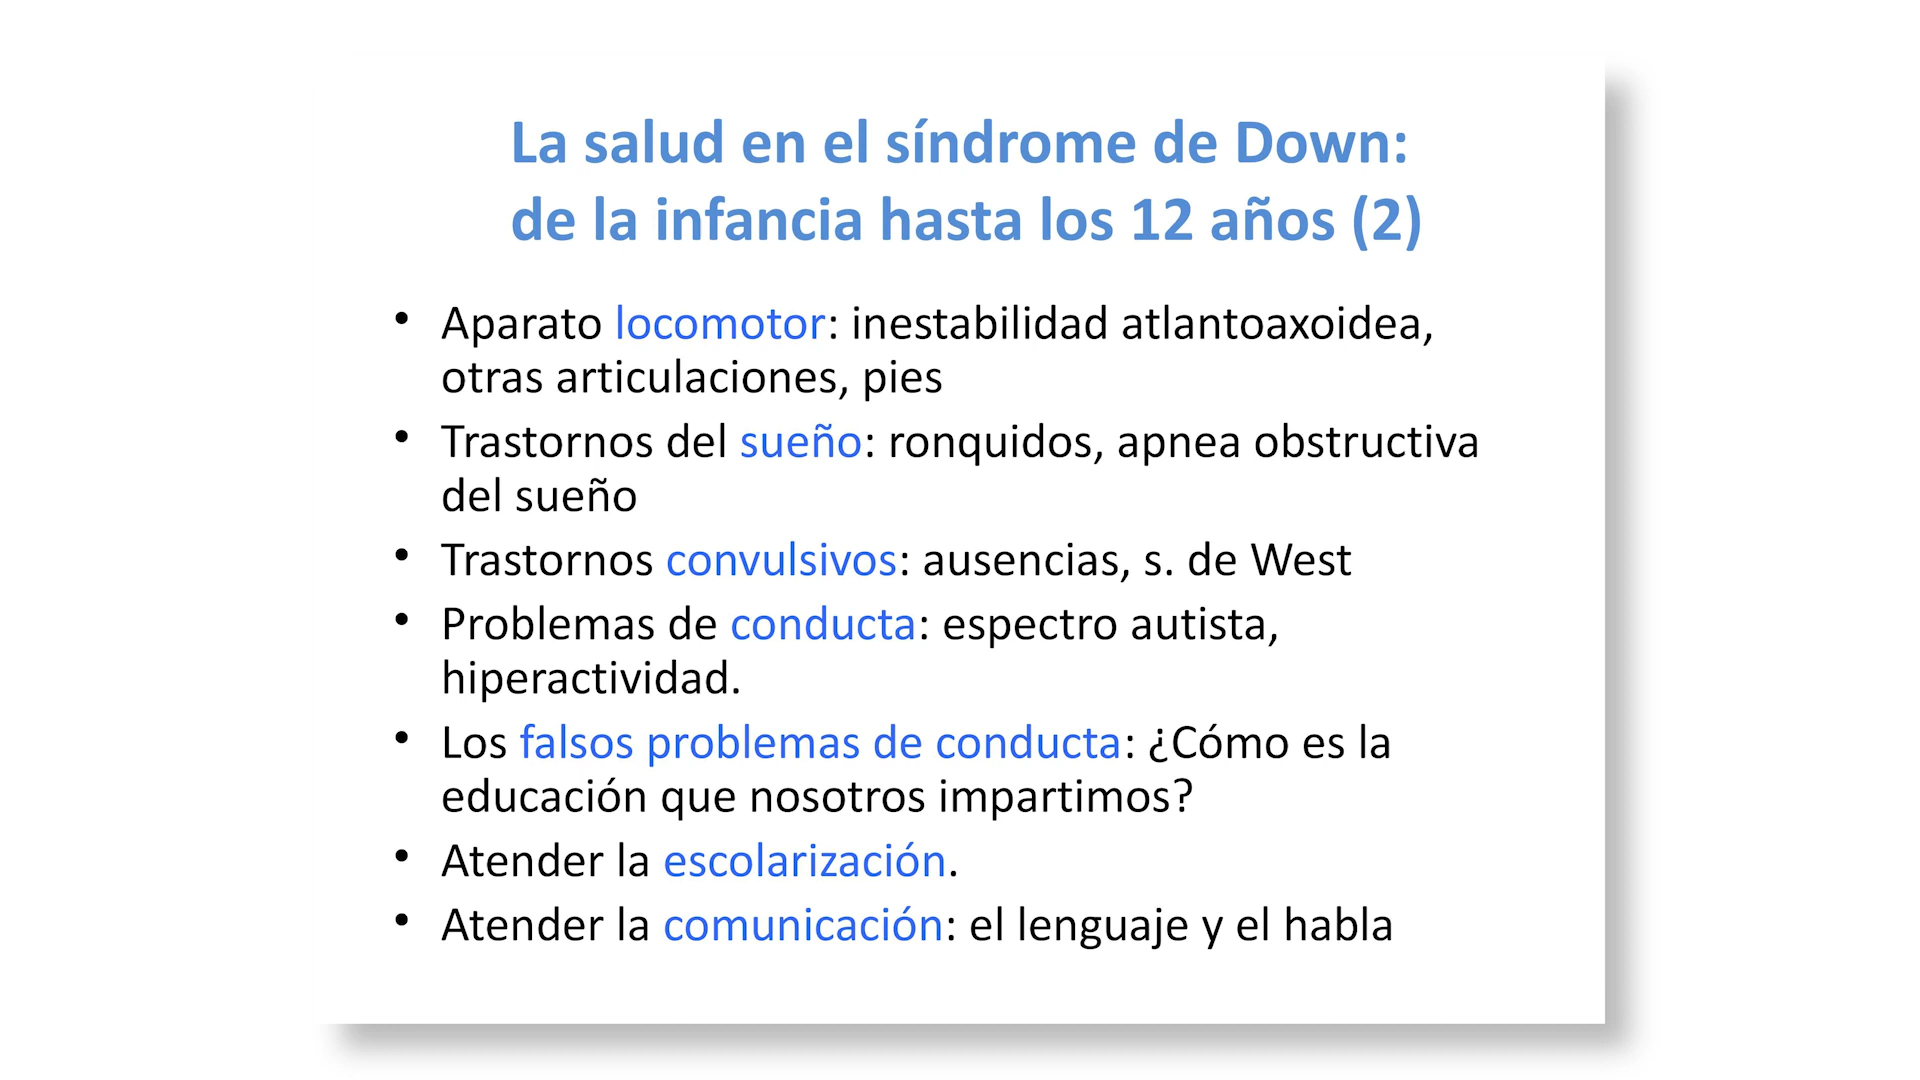 La salud en el síndrome de Down:
de la infancia hasta los 12 años (2)
• Aparato locomotor: inestabilidad atlantoaxoidea,
otras articulaciones, pies
• Trastornos del sueño: ronquidos, apnea obstructiva
del sueño
• Trastornos convulsivos: ausencias, s. de West
• Problemas de conducta: espectro autista,
hiperactividad.
• Los falsos problemas de conducta: ¿Cómo es la
educación que nosotros impartimos?
• Atender la escolarización.
• Atender la comunicación: el lenguaje y el habla